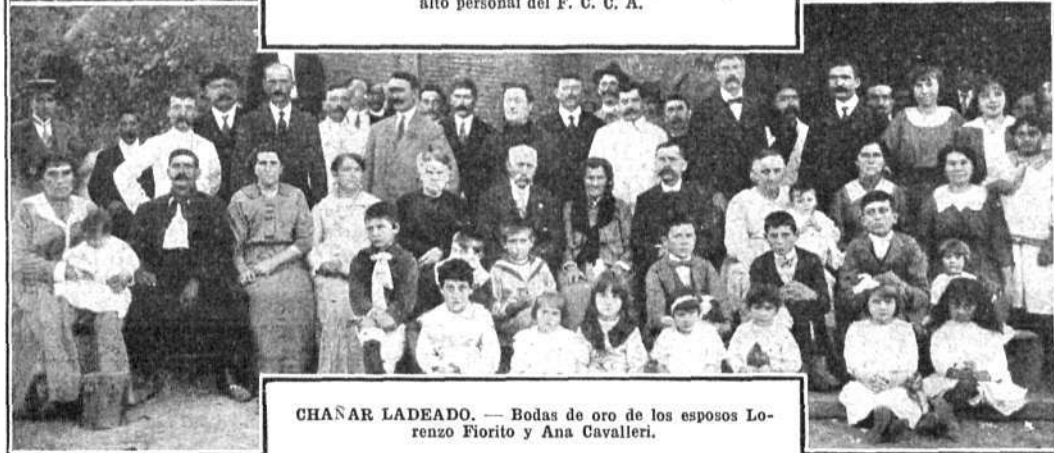 alto personal del F. C. C. A.
CHAÑAR LADEADO. — Bodas de oro de los esposos Lo-
renzo Fiorito y Ana Cavalleri.